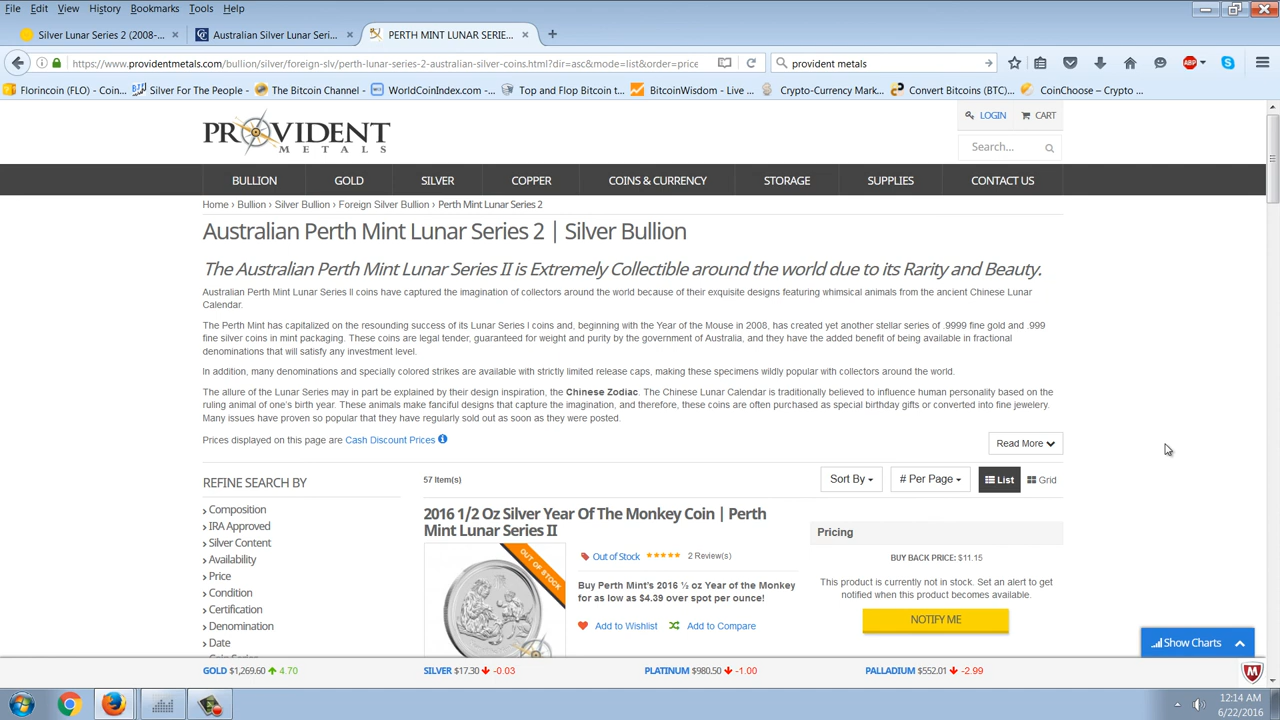 File Edit View History Bookmarks Tools Help
Silver Lunar Series 2 (2008-... × Australian Silver Lunar Seri... × PERTH MINT LUNAR SERIE... × +
https://www.providentmetals.com/bullion/silver/foreign-slv/perth-lunar-series-2-australian-silver-coins.html?dir=asc&mode=list&order=price provident metals ABP
Florincoin (FLO) - Coin... Silver For The People - ... The Bitcoin Channel - ... WorldCoinIndex.com -... Top and Flop Bitcoin t... BitcoinWisdom - Live ... Crypto-Currency Mark... Convert Bitcoins (BTC)... CoinChoose – Crypto ...
PROVIDENT
METALS
LOGIN CART
Search...
BULLION GOLD SILVER COPPER COINS & CURRENCY STORAGE SUPPLIES CONTACT US
Home › Bullion › Silver Bullion › Foreign Silver Bullion › Perth Mint Lunar Series 2
Australian Perth Mint Lunar Series 2 | Silver Bullion
The Australian Perth Mint Lunar Series II is Extremely Collectible around the world due to its Rarity and Beauty.
Australian Perth Mint Lunar Series II coins have captured the imagination of collectors around the world because of their exquisite designs featuring whimsical animals from the ancient Chinese Lunar
Calendar.
The Perth Mint has capitalized on the resounding success of its Lunar Series I coins and, beginning with the Year of the Mouse in 2008, has created yet another stellar series of .9999 fine gold and .999
fine silver coins in mint packaging. These coins are legal tender, guaranteed for weight and purity by the government of Australia, and they have the added benefit of being available in fractional
denominations that will satisfy any investment level.
In addition, many denominations and specially colored strikes are available with strictly limited release caps, making these specimens wildly popular with collectors around the world.
The allure of the Lunar Series may in part be explained by their design inspiration, the Chinese Zodiac. The Chinese Lunar Calendar is traditionally believed to influence human personality based on the
ruling animal of one's birth year. These animals make fanciful designs that capture the imagination, and therefore, these coins are often purchased as special birthday gifts or converted into fine jewelery.
Many issues have proven so popular that they have regularly sold out as soon as they were posted.
Prices displayed on this page are Cash Discount Prices
Read More
REFINE SEARCH BY
57 Item(s)
Sort By # Per Page List Grid
Composition
IRA Approved
Silver Content
Availability
Price
Condition
Certification
Denomination
Date
2016 1/2 Oz Silver Year Of The Monkey Coin | Perth
Mint Lunar Series II
OUT OF STOCK
Out of Stock 2 Review(s)
Buy Perth Mint's 2016 ½ oz Year of the Monkey
for as low as $4.39 over spot per ounce!
Add to Wishlist Add to Compare
Pricing
BUY BACK PRICE: $11.15
This product is currently not in stock. Set an alert to get
notified when this product becomes available.
NOTIFY ME
Show Charts
GOLD $1,269.60 4.70 SILVER $17.30 -0.03 PLATINUM $980.50 -1.00 PALLADIUM $552.01 -2.99
12:14 AM
6/22/2016